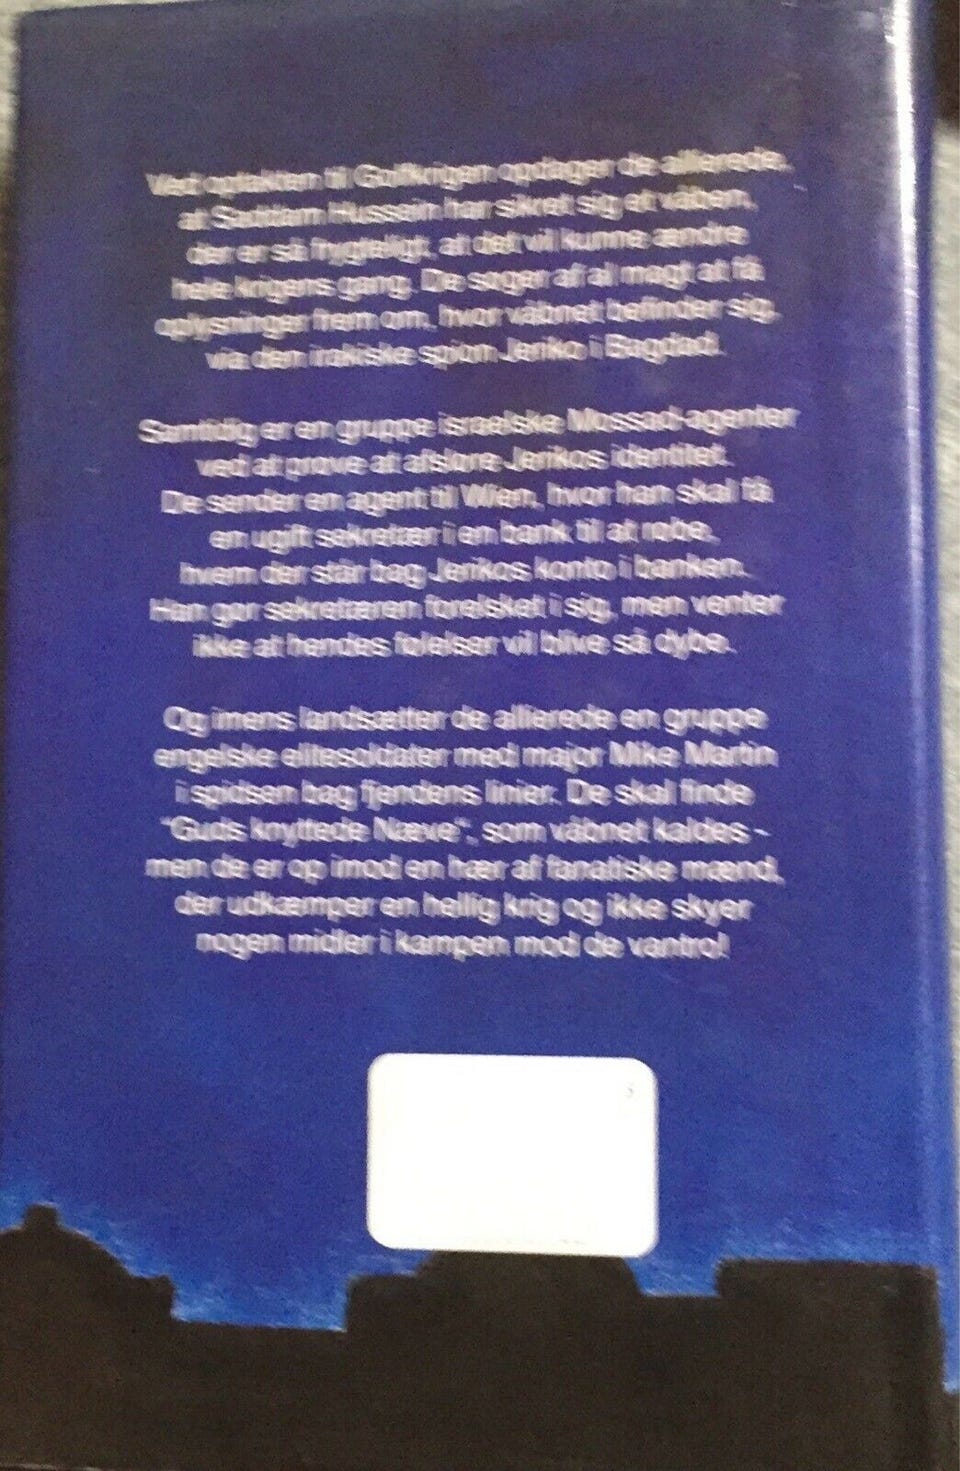 Ved optakten til Golfkrigen opdager de allierede,
at Saddam Hussein har sikret sig et våben,
der er så frygteligt, at det vil kunne ændre
hele krigens gang. De søger af al magt at få
oplysninger frem om, hvor våbnet befinder sig,
via den irakiske spion Jeriko i Bagdad.
Samtidig er en gruppe israelske Mossad-agenter
ved at prøve at afsløre Jerikos identitet.
De sender en agent til Wien, hvor han skal få
en ugift sekretær i en bank til at røbe,
hvem der står bag Jerikos konto i banken.
Han gør sekretæren forelsket i sig, men venter
ikke at hendes følelser vil blive så dybe.
Og imens landsætter de allierede en gruppe
engelske elitesoldater med major Mike Martin
i spidsen bag fjendens linier. De skal finde
"Guds knyttede Næve", som våbnet kaldes -
men de er op imod en hær af fanatiske mænd,
der udkæmper en hellig krig og ikke skyer
nogen midler i kampen mod de vantro!